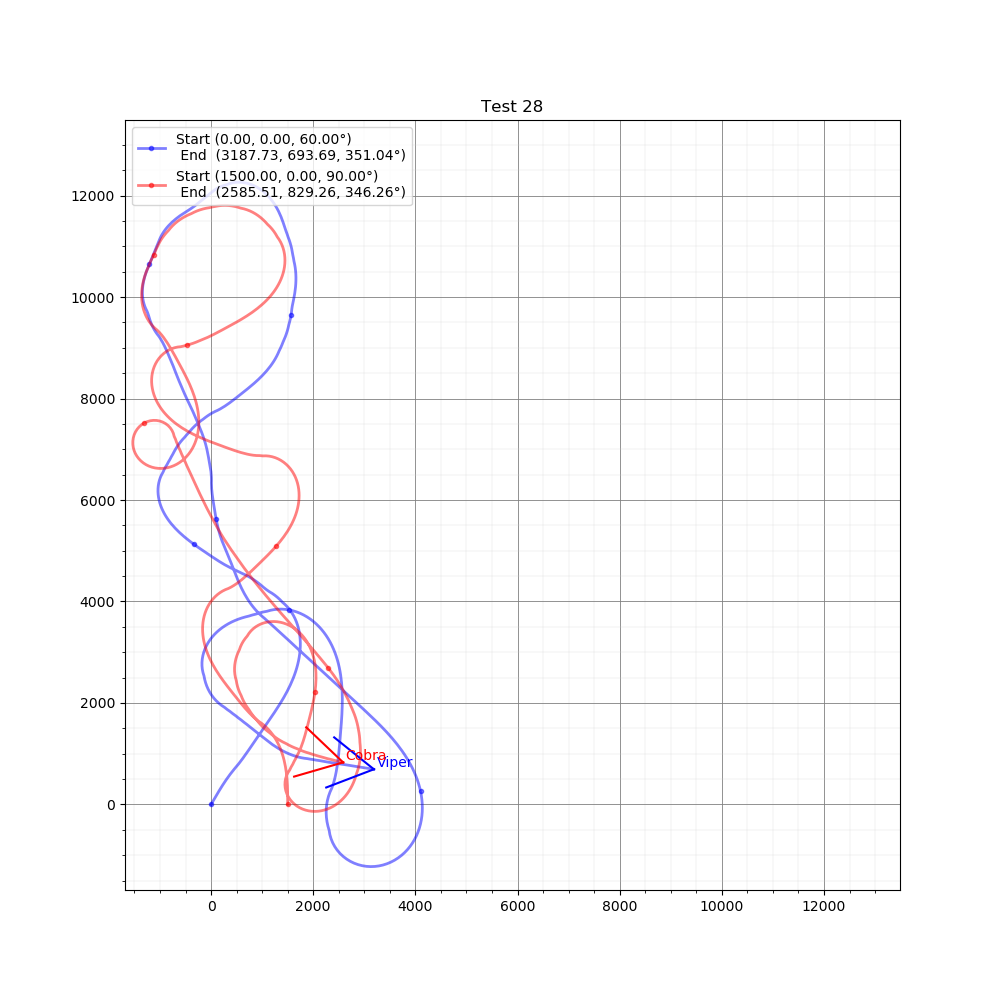 Test 28
Start (0.00, 0.00, 60.00°)
End (3187.73, 693.69, 351.04°)
Start (1500.00, 0.00, 90.00°)
End (2585.51, 829.26, 346.26°)
12000
10000
8000
6000
4000
2000
0
Cobra
Viper
0 2000 4000 6000 8000 10000 12000